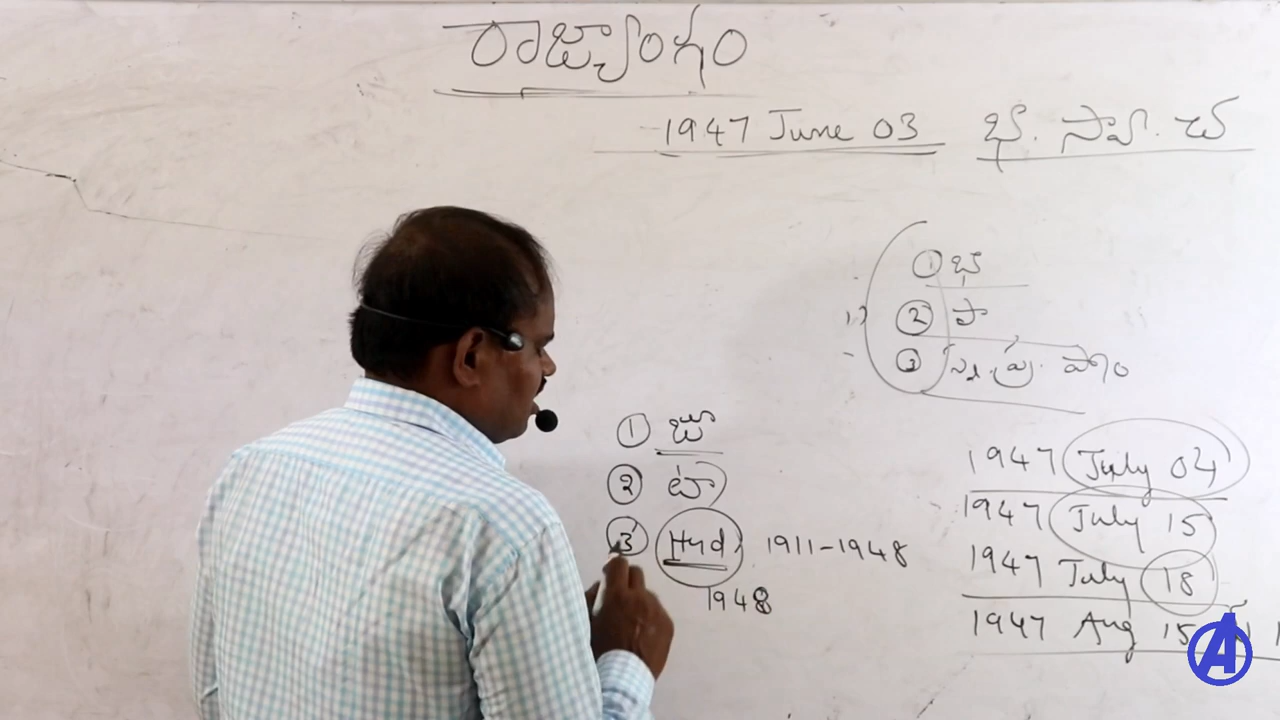 రాజ్యాంగం
1947 June 03 భా. స్వా. చ
① భా
② పా
③ స్వ. ప్ర. పాం
① జూ
② టా
③ Hyd 1911-1948
1948
1947 July 04
1947 July 15
1947 July 18
1947 Aug 15